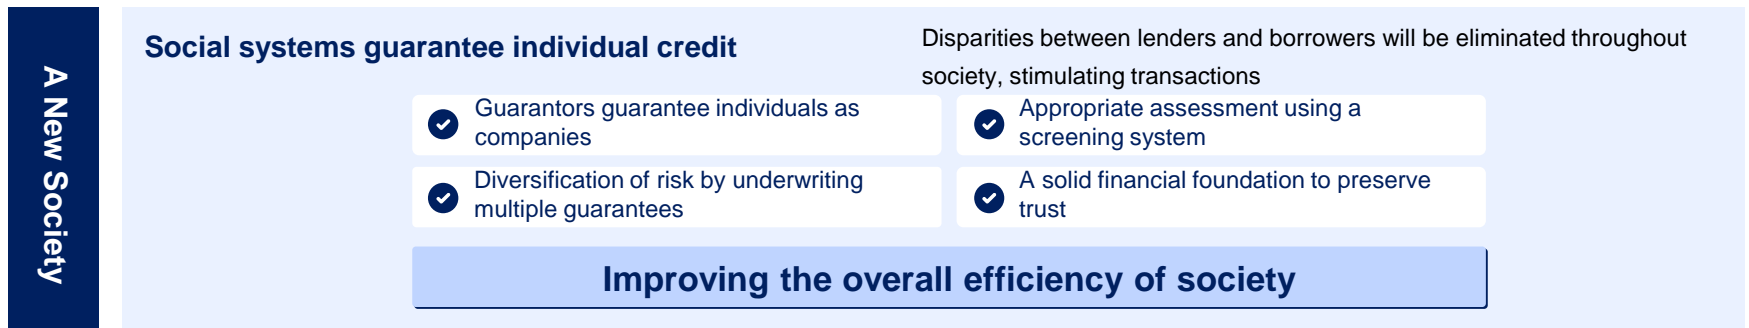 A New Society
Social systems guarantee individual credit
Disparities between lenders and borrowers will be eliminated throughout
society, stimulating transactions
Guarantors guarantee individuals as
companies
Appropriate assessment using a
screening system
Diversification of risk by underwriting
multiple guarantees
A solid financial foundation to preserve
trust
Improving the overall efficiency of society